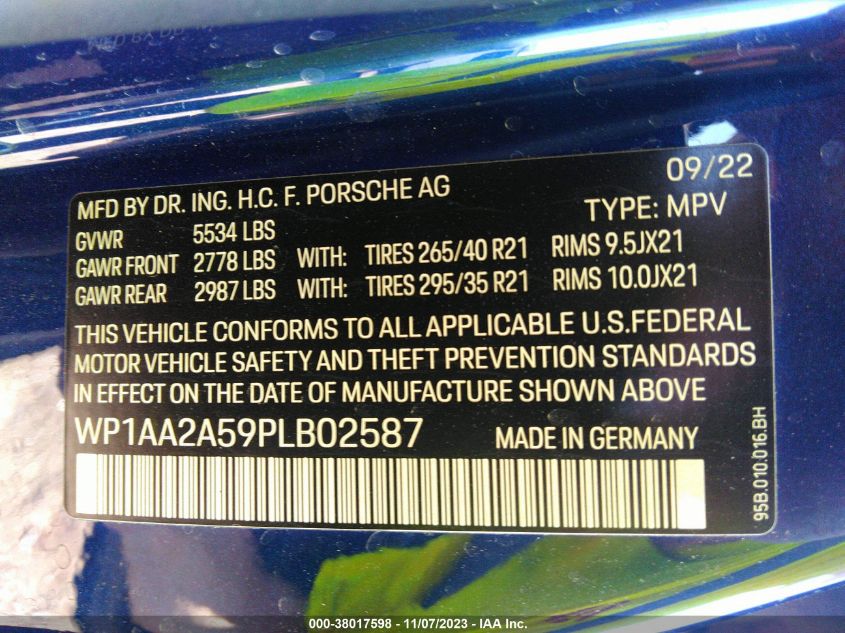 09/22
MFD BY DR. ING. H.C. F. PORSCHE AG
TYPE: MPV
GVWR 5534 LBS
GAWR FRONT 2778 LBS WITH: TIRES 265/40 R21 RIMS 9.5JX21
GAWR REAR 2987 LBS WITH: TIRES 295/35 R21 RIMS 10.0JX21
THIS VEHICLE CONFORMS TO ALL APPLICABLE U.S.FEDERAL
MOTOR VEHICLE SAFETY AND THEFT PREVENTION STANDARDS
IN EFFECT ON THE DATE OF MANUFACTURE SHOWN ABOVE
WP1AA2A59PLB02587 MADE IN GERMANY
95B.010.016.BH
000-38017598 - 11/07/2023 - IAA Inc.